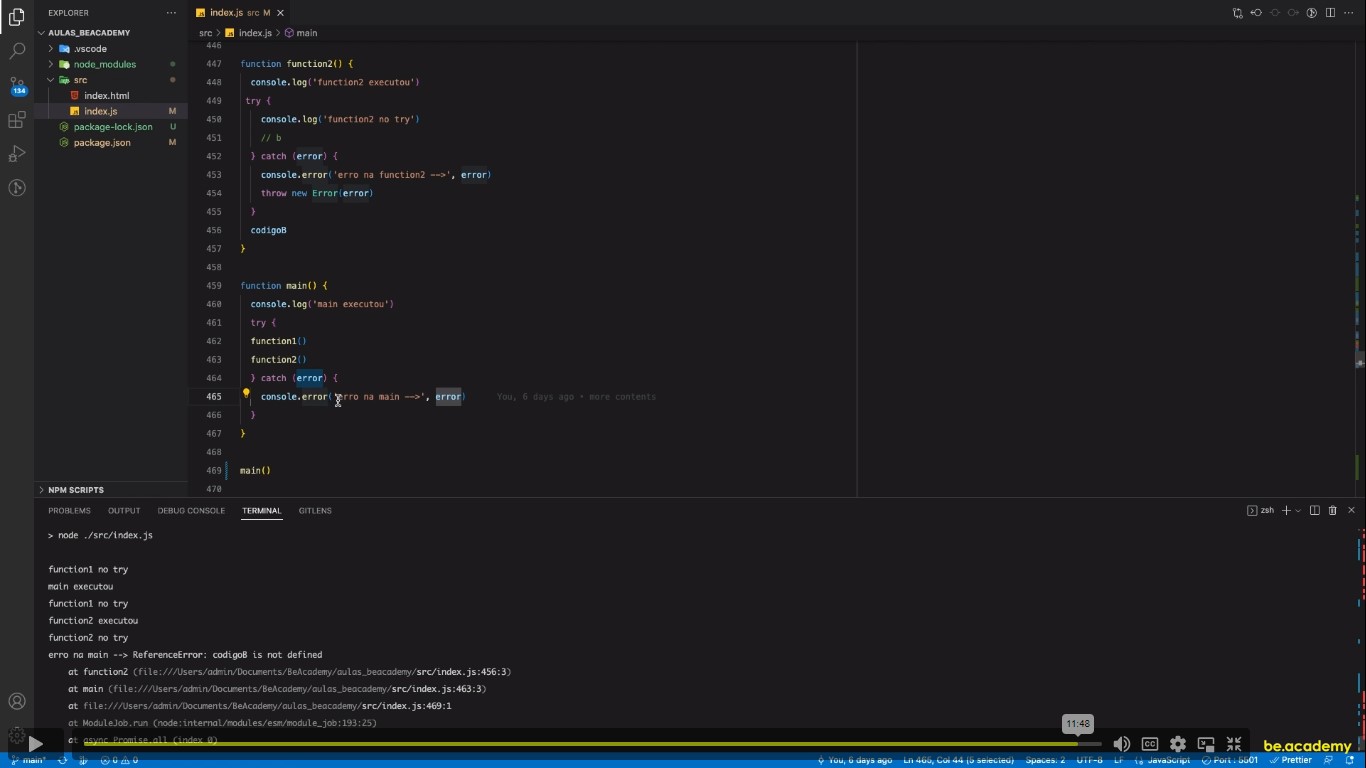 EXPLORER
···
index.js src M ×
AULAS_BEACADEMY
src > index.js > main
.vscode
node_modules
src
index.html
index.js M
package-lock.json U
package.json M
134
446
447 function function2() {
448 console.log('function2 executou')
449 try {
450 console.log('function2 no try')
451 // b
452 } catch (error) {
453 console.error('erro na function2 -->', error)
454 throw new Error(error)
455 }
456 codigoB
457 }
458
459 function main() {
460 console.log('main executou')
461 try {
462 function1()
463 function2()
464 } catch (error) {
465 console.error('erro na main -->', error) You, 6 days ago • more contents
466 }
467 }
468
469 main()
470
NPM SCRIPTS
PROBLEMS OUTPUT DEBUG CONSOLE TERMINAL GITLENS
zsh
> node ./src/index.js
function1 no try
main executou
function1 no try
function2 executou
function2 no try
erro na main --> ReferenceError: codigoB is not defined
at function2 (file:///Users/admin/Documents/BeAcademy/aulas_beacademy/src/index.js:456:3)
at main (file:///Users/admin/Documents/BeAcademy/aulas_beacademy/src/index.js:463:3)
at file:///Users/admin/Documents/BeAcademy/aulas_beacademy/src/index.js:469:1
at ModuleJob.run (node:internal/modules/esm/module_job:193:25)
at async Promise.all (index 0)
11:48
be.academy
main* 0 0 You, 6 days ago Ln 465, Col 44 (5 selected) Spaces: 2 UTF-8 LF JavaScript Port : 5501 Prettier